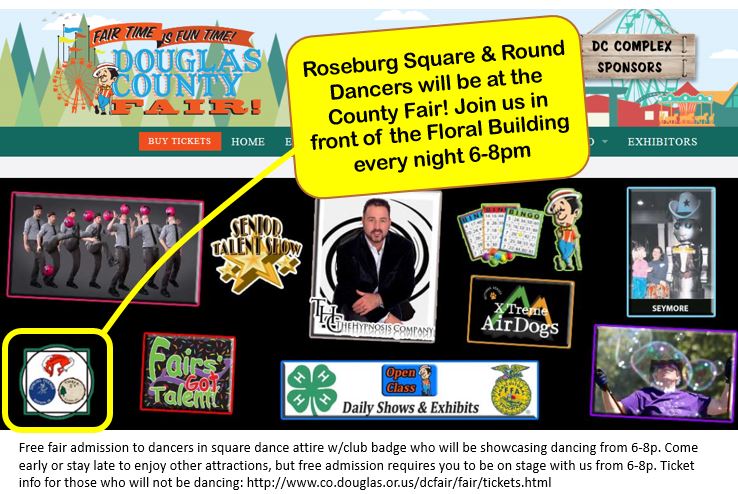 FAIR TIME IS FUN TIME!
DOUGLAS
COUNTY
FAIR!
Roseburg Square & Round
Dancers will be at the
County Fair! Join us in
front of the Floral Building
every night 6-8pm
DC COMPLEX
SPONSORS
BUY TICKETS
HOME
EXHIBITORS
SENIOR
TALENT SHOW
THC
THE HYPNOSIS COMPANY
BINGO
BINGO
BINGO
X'Treme
AirDogs
SEYMORE
Fairs'
Got
Talent!
H H
H H
Open
Class
Daily Shows & Exhibits
FFA
Free fair admission to dancers in square dance attire w/club badge who will be showcasing dancing from 6-8p. Come
early or stay late to enjoy other attractions, but free admission requires you to be on stage with us from 6-8p. Ticket
info for those who will not be dancing: http://www.co.douglas.or.us/dcfair/fair/tickets.html